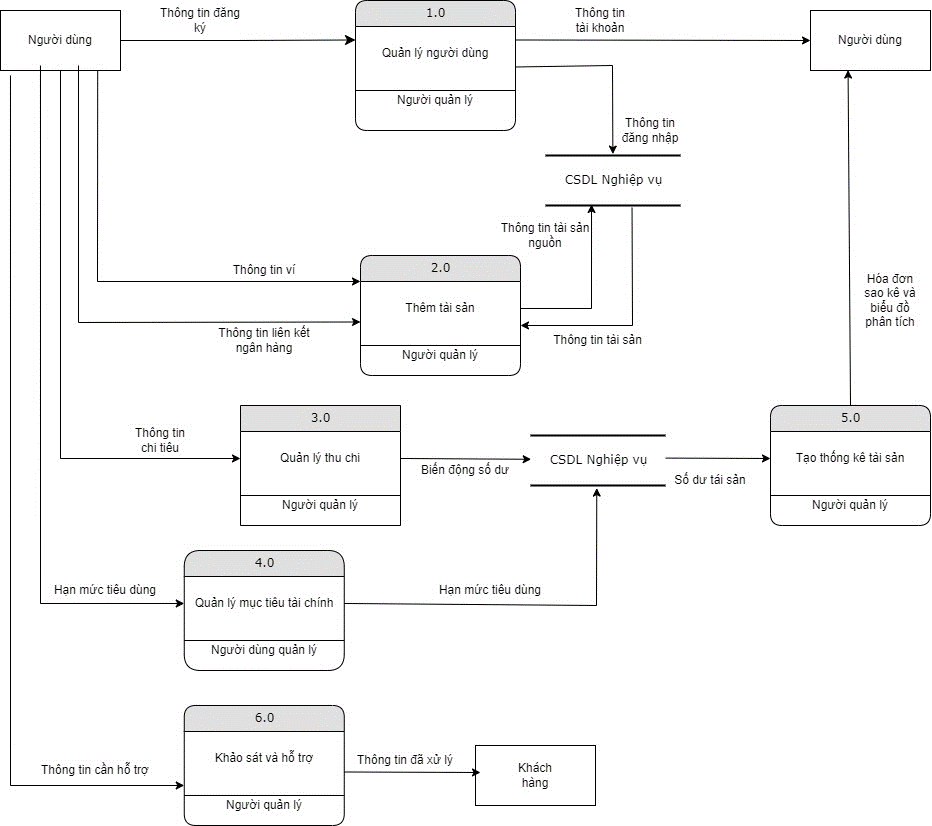 Thông tin đăng
ký
1.0
Thông tin
tài khoản
Người dùng
Quản lý người dùng
Người dùng
Người quản lý
Thông tin
đăng nhập
CSDL Nghiệp vụ
Thông tin tài sản
nguồn
Thông tin ví
2.0
Thêm tài sản
Thông tin liên kết
ngân hàng
Thông tin tài sản
Người quản lý
Hóa đơn
sao kê và
biểu đồ
phân tích
3.0
5.0
Thông tin
chi tiêu
Quản lý thu chi
Biến động số dư
CSDL Nghiệp vụ
Số dư tái sản
Tạo thống kê tài sản
Người quản lý
Người quản lý
4.0
Hạn mức tiêu dùng
Quản lý mục tiêu tài chính
Hạn mức tiêu dùng
Người dùng quản lý
6.0
Khảo sát và hỗ trợ
Thông tin cần hỗ trợ
Thông tin đã xử lý
Khách
hàng
Người quản lý